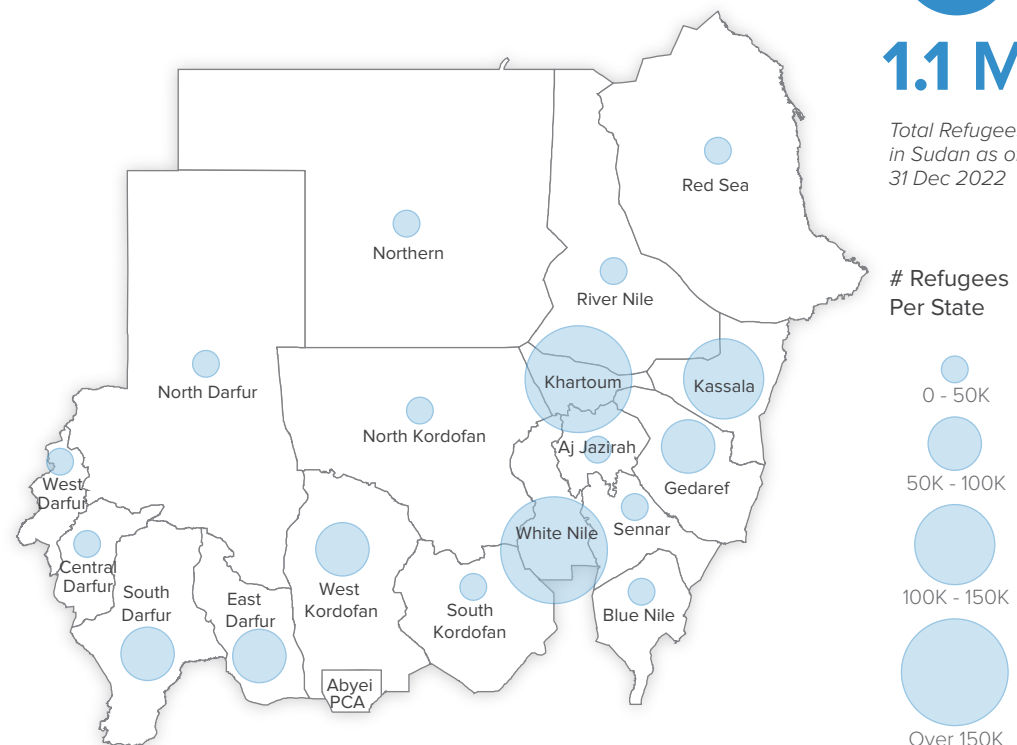 1.1 M
Total Refugee
in Sudan as o
31 Dec 2022
Red Sea
Northern
River Nile
# Refugees
Per State
Khartoum
Kassala
North Darfur
0 - 50K
North Kordofan
Aj Jazirah
West
Darfur
Gedaref
50K - 100K
White Nile
Sennar
Central
Darfur
South
Darfur
East
Darfur
West
Kordofan
South
Kordofan
Blue Nile
100K - 150K
Abyei
PCA
Over 150K